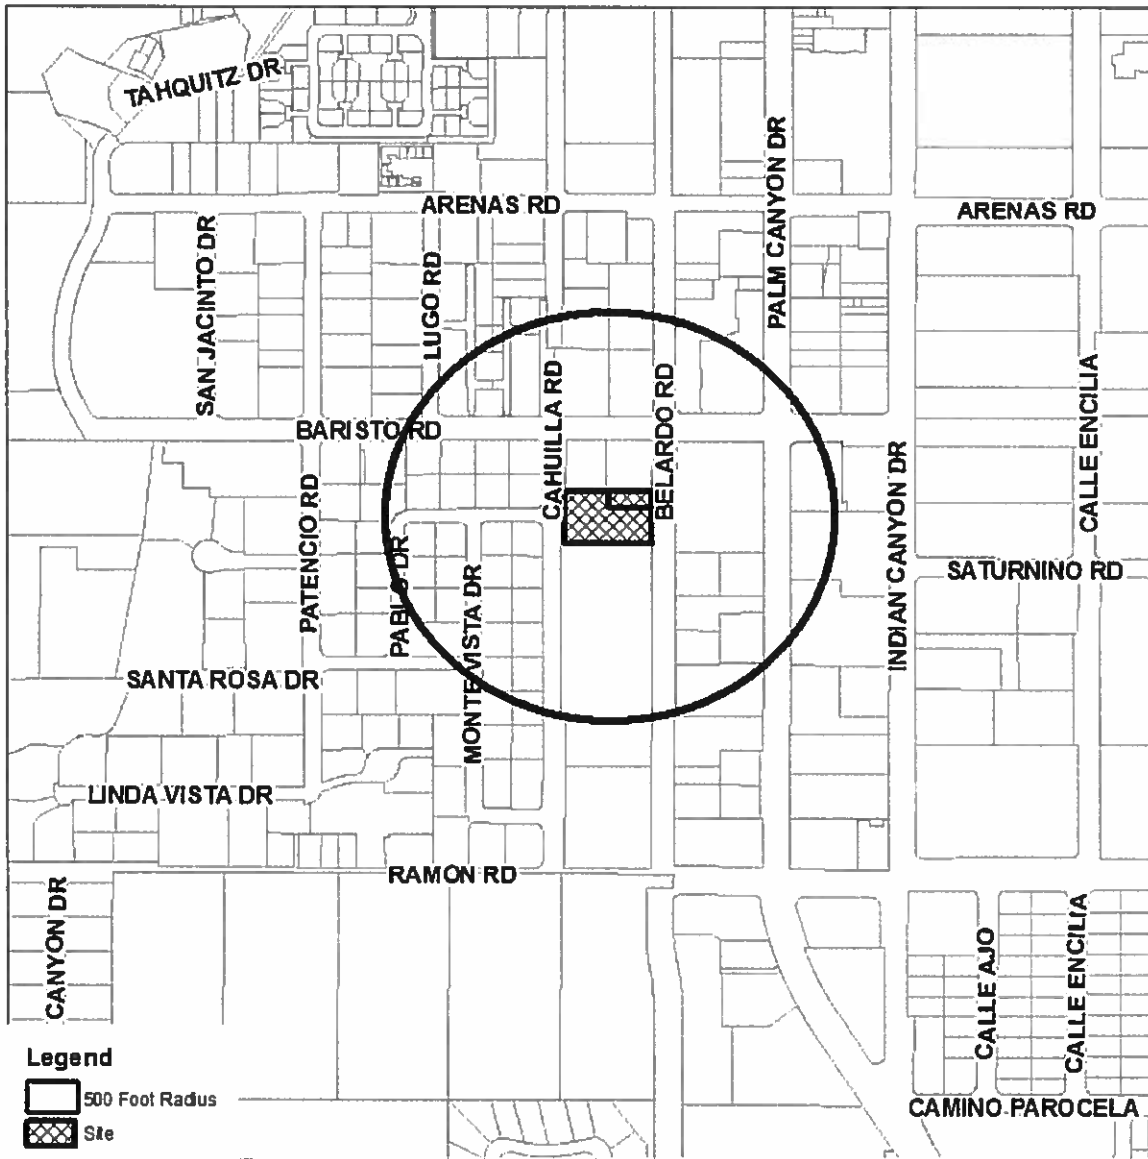 TAHQUITZ DR
ARENAS RD
ARENAS RD
PALM CANYON DR
SAN JACINTO DR
LUGO RD
CAHUILLA RD
BELARDO RD
CALLE ENCILIA
BARISTO RD
PATENCIO RD
PABLO DR
MONTE VISTA DR
INDIAN CANYON DR
SATURNINO RD
SANTA ROSA DR
LINDA VISTA DR
RAMON RD
CANYON DR
CALLE AJO
CALLE ENCILIA
CAMINO PAROCELA
Legend
500 Foot Radius
Site